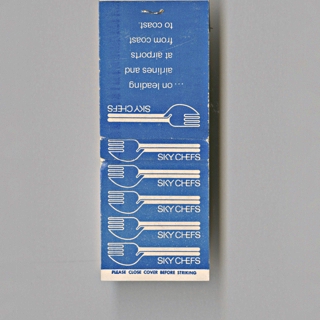 SKY CHEFS
... on leading
airlines and
at airports
from coast
to coast.
SKY CHEFS
SKY CHEFS
SKY CHEFS
SKY CHEFS
SKY CHEFS
PLEASE CLOSE COVER BEFORE STRIKING